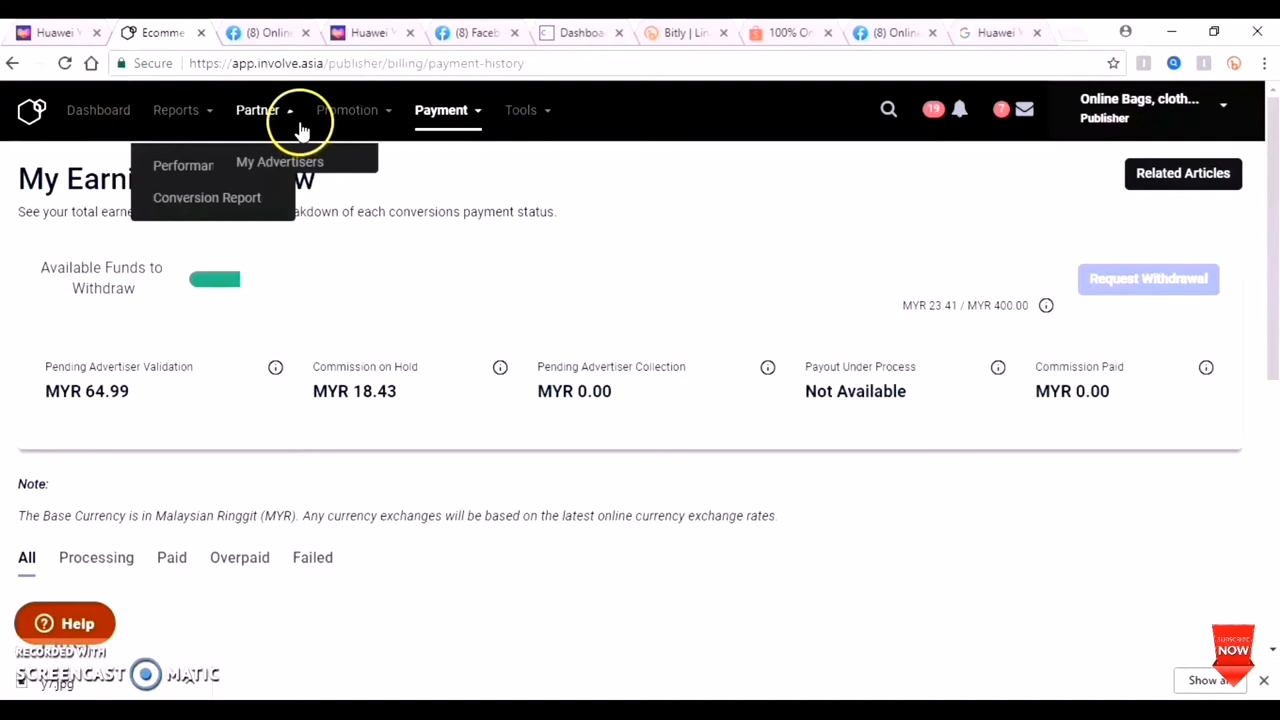 Huawei
Ecomme
(8) Onlin
Huawei
(8) Faceb
Dashboa
Bitly | Lin
100% On
(8) Onlin
Huawei
Secure
https://app.involve.asia/publisher/billing/payment-history
Dashboard
Reports
Partner
Promotion
Payment
Tools
19
7
Online Bags, cloth...
Publisher
Performan
My Advertisers
Conversion Report
My Earni
w
Related Articles
See your total earne
akdown of each conversions payment status.
Available Funds to
Withdraw
Request Withdrawal
MYR 23.41 / MYR 400.00
Pending Advertiser Validation
MYR 64.99
Commission on Hold
MYR 18.43
Pending Advertiser Collection
MYR 0.00
Payout Under Process
Not Available
Commission Paid
MYR 0.00
Note:
The Base Currency is in Malaysian Ringgit (MYR). Any currency exchanges will be based on the latest online currency exchange rates.
All
Processing
Paid
Overpaid
Failed
Help
RECORDED WITH
SCREENCAST MATIC
y7.jpg
SUBSCRIBE
NOW
Show all